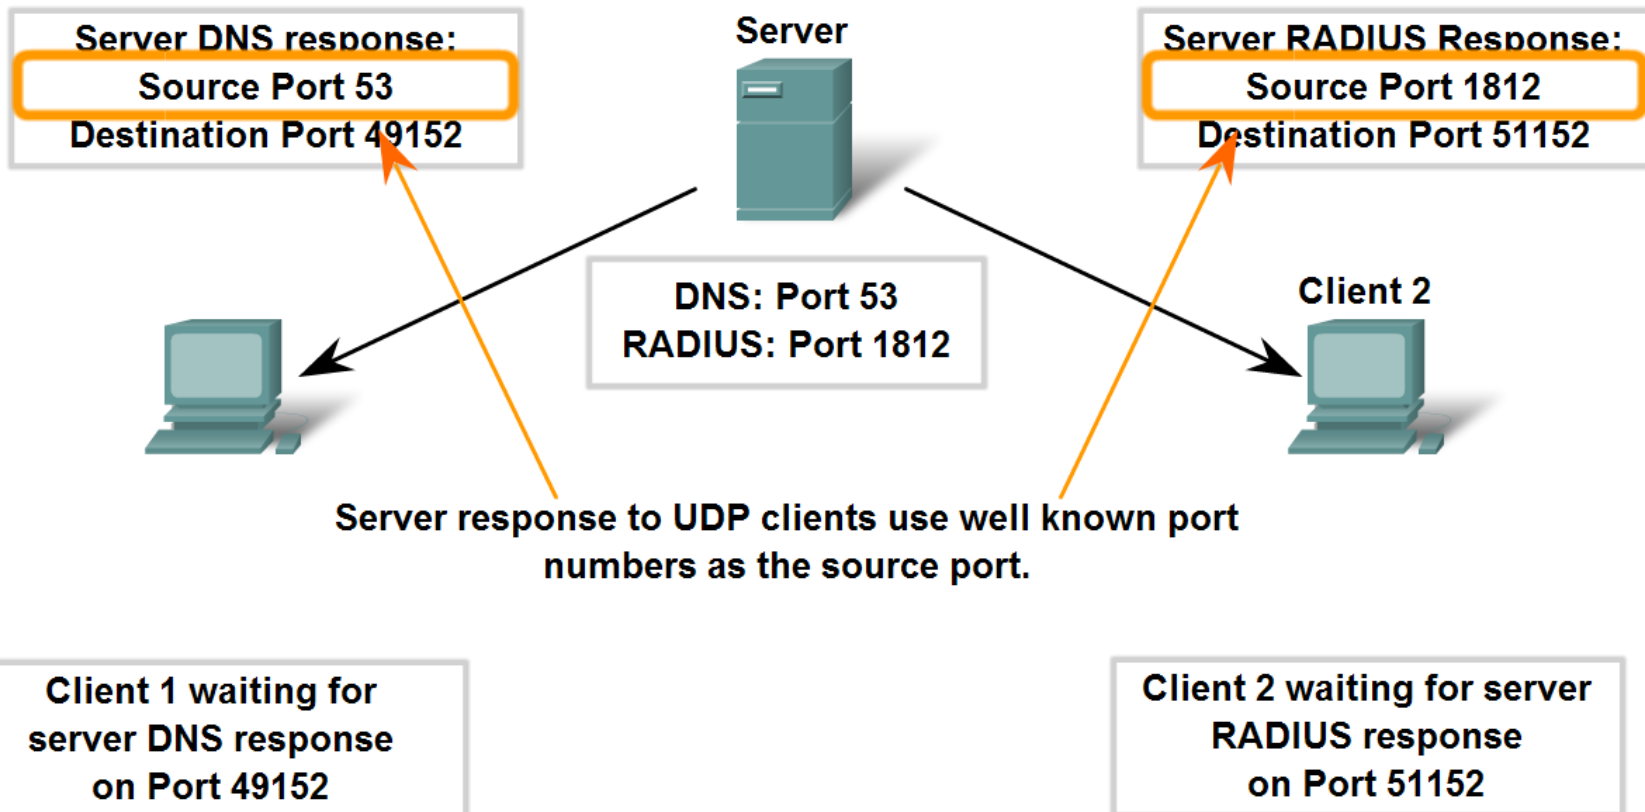 Server DNS response:
Source Port 53
Destination Port 49152
Server
Server RADIUS Response:
Source Port 1812
Destination Port 51152
DNS: Port 53
RADIUS: Port 1812
Client 2
Server response to UDP clients use well known port
numbers as the source port.
Client 1 waiting for
server DNS response
on Port 49152
Client 2 waiting for server
RADIUS response
on Port 51152